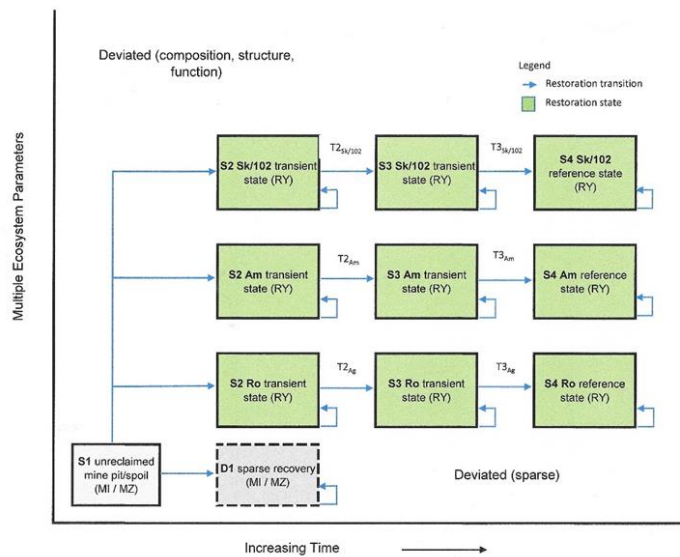 Deviated (composition, structure,
function)
Legend
Restoration transition
Restoration state
Multiple Ecosystem Parameters
S2 Sk/102 transient
state (RY)
T2Sk/102
S3 Sk/102 transient
state (RY)
T3Sk/102
S4 Sk/102
reference state
(RY)
S2 Am transient
state (RY)
T2Am
S3 Am transient
state (RY)
T3Am
S4 Am reference
state (RY)
S2 Ro transient
state (RY)
T2Ag
S3 Ro transient
state (RY)
T3Ag
S4 Ro reference
state (RY)
S1 unreclaimed
mine pit/spoil
(MI / MZ)
D1 sparse recovery
(MI / MZ)
Deviated (sparse)
Increasing Time